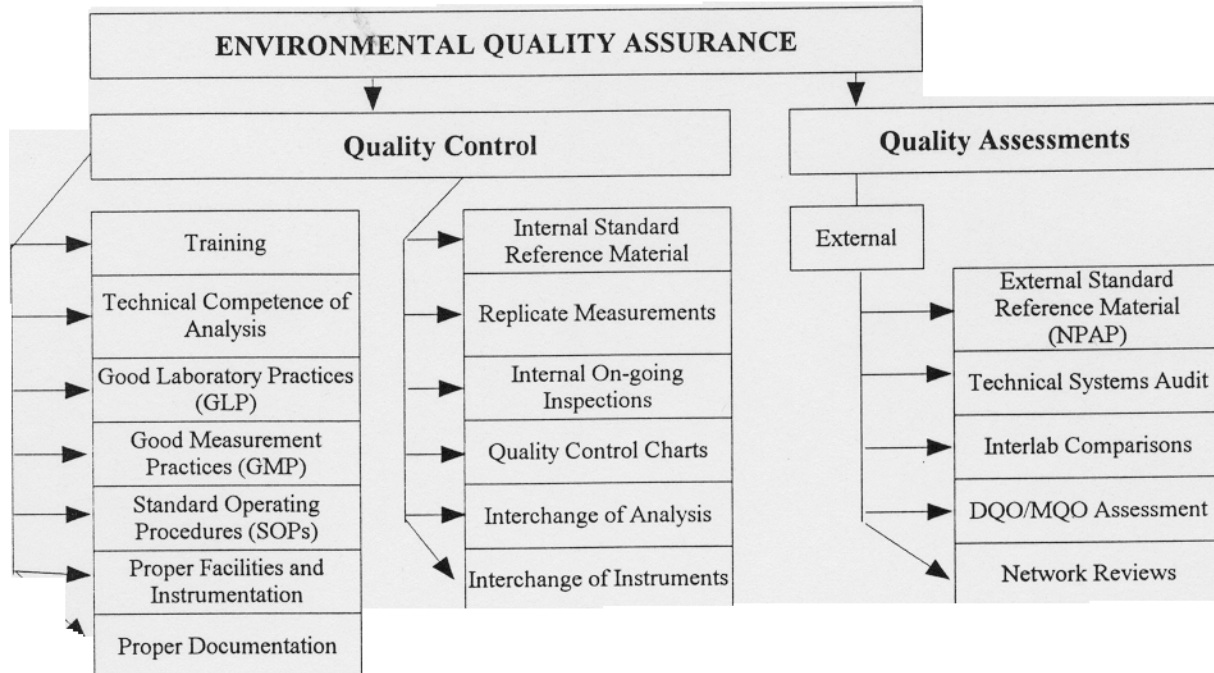 ENVIRONMENTAL QUALITY ASSURANCE
Quality Control
Quality Assessments
Training
Technical Competence of
Analysis
Good Laboratory Practices
(GLP)
Good Measurement
Practices (GMP)
Standard Operating
Procedures (SOPs)
Proper Facilities and
Instrumentation
Proper Documentation
Internal Standard
Reference Material
Replicate Measurements
Internal On-going
Inspections
Quality Control Charts
Interchange of Analysis
Interchange of Instruments
External
External Standard
Reference Material
(NPAP)
Technical Systems Audit
Interlab Comparisons
DQO/MQO Assessment
Network Reviews